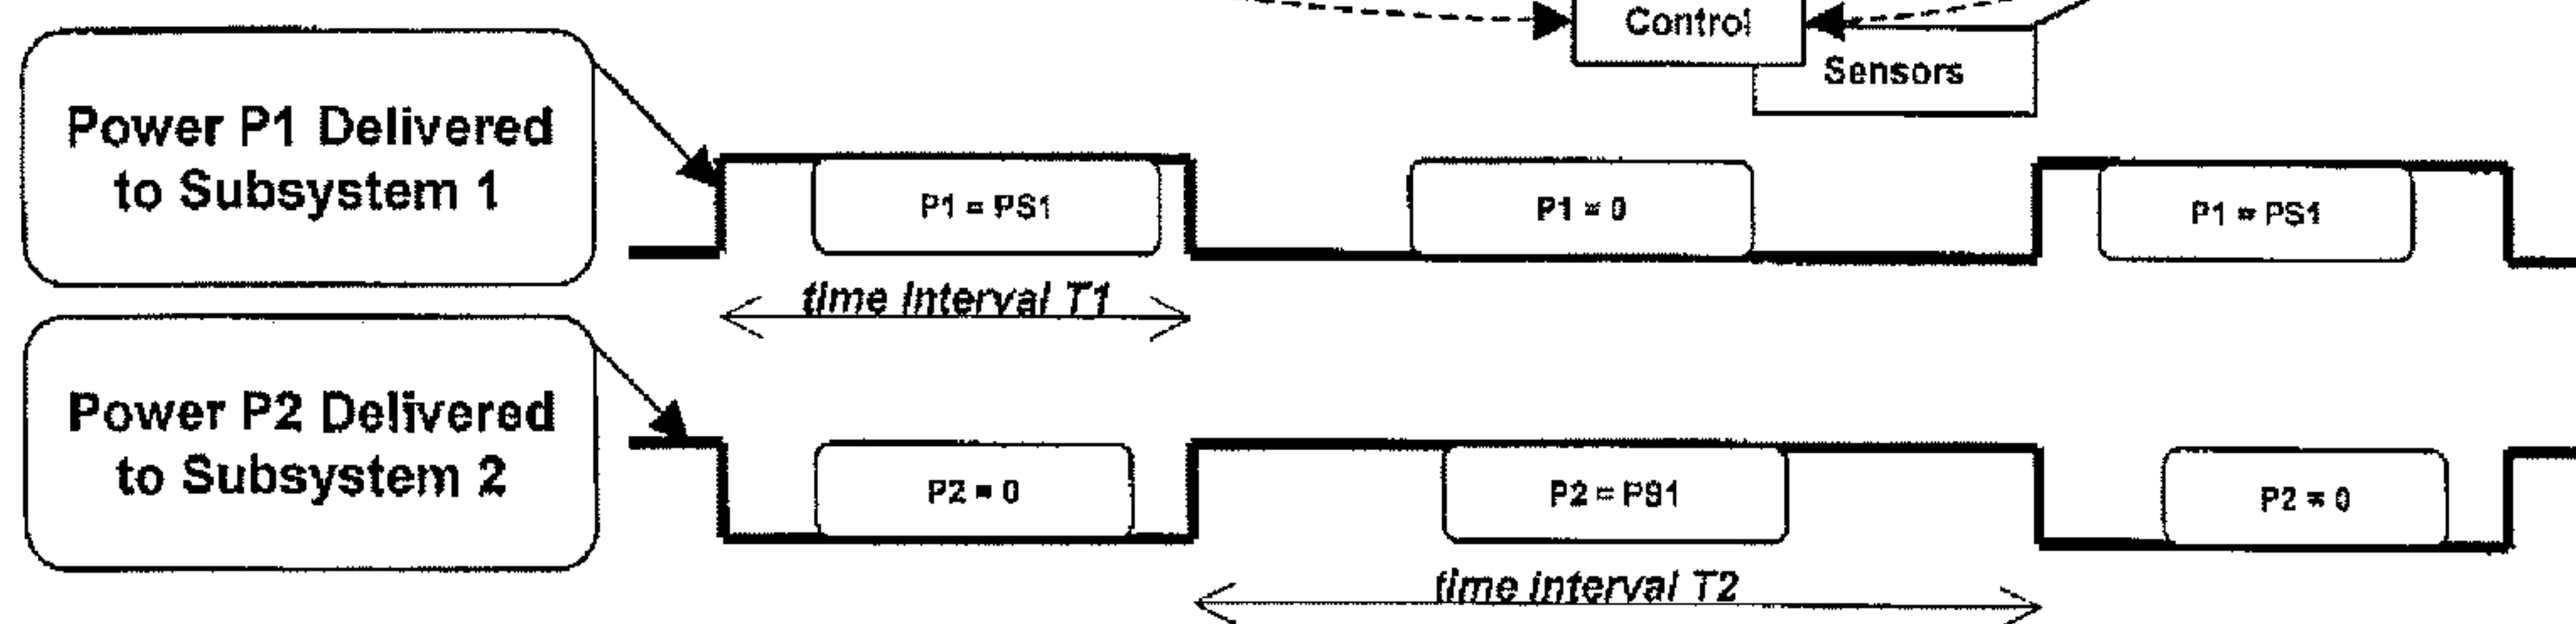 Control
Sensors
Power P1 Delivered
to Subsystem 1
P1 = PS1
P1 = 0
P1 = PS1
time interval T1
Power P2 Delivered
to Subsystem 2
P2 = 0
P2 = PS1
P2 = 0
time interval T2